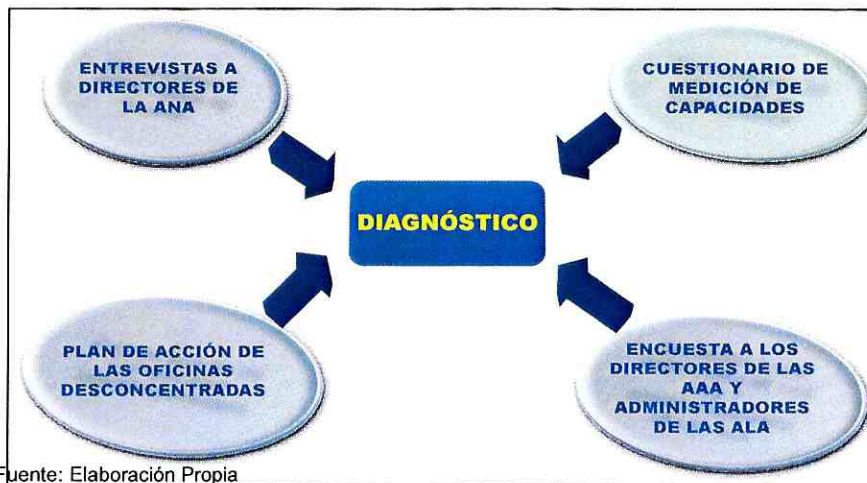 ENTREVISTAS A
DIRECTORES DE
LA ANA
CUESTIONARIO DE
MEDICIÓN DE
CAPACIDADES
DIAGNÓSTICO
PLAN DE ACCIÓN DE
LAS OFICINAS
DESCONCENTRADAS
ENCUESTA A LOS
DIRECTORES DE LAS
AAA Y
ADMINISTRADORES
DE LAS ALA
Fuente: Elaboración Propia